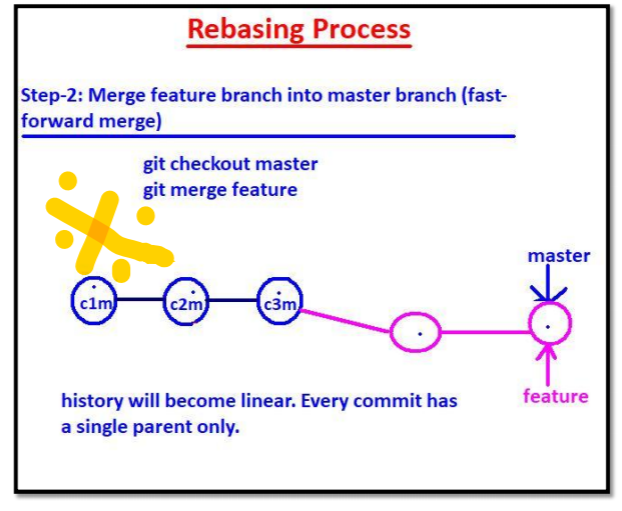 Rebasing Process
Step-2: Merge feature branch into master branch (fast-
forward merge)
git checkout master
git merge feature
master
c1m
c2m
c3m
feature
history will become linear. Every commit has
a single parent only.